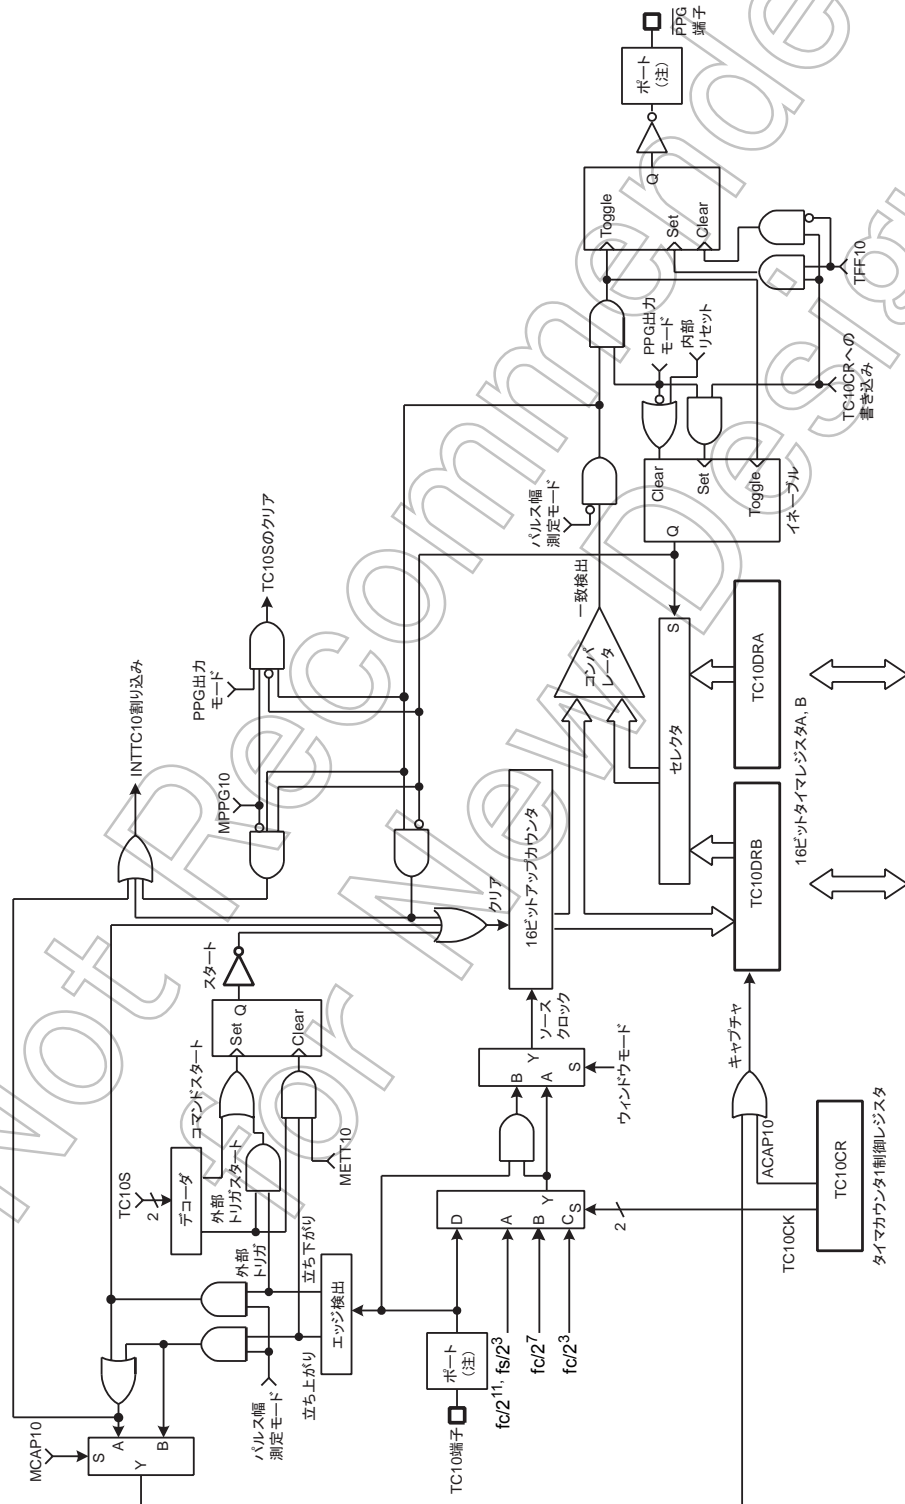 MCAP10
S
A
B
Y
パルス幅
測定モード
立ち上がり
立ち下がり
エッジ検出
外部
トリガ
TC10S
2
デコーダ
外部
トリガスタート
コマンドスタート
METT10
Set
Q
Clear
スタート
INTTC10割り込み
MPPG10
PPG出力
モード
TC10Sのクリア
クリア
TC10端子
ポート
(注)
fc/2¹¹, fs/2³
fc/2⁷
fc/2³
D
A
B
C
S
Y
2
B
A
Y
S
ウィンドウモード
ソース
クロック
16ビットアップカウンタ
コンパ
レータ
一致検出
パルス幅
測定モード
セレクタ
S
Q
Clear
Set
Toggle
イネーブル
PPG出力
モード
内部
リセット
TC10CRへの
書き込み
TFF10
Toggle
Set
Clear
Q
ポート
(注)
PPG
端子
TC10CK
ACAP10
TC10CR
タイマカウンタ1制御レジスタ
キャプチャ
TC10DRB
TC10DRA
16ビットタイマレジスタA, B
Not Recommended
for New Design